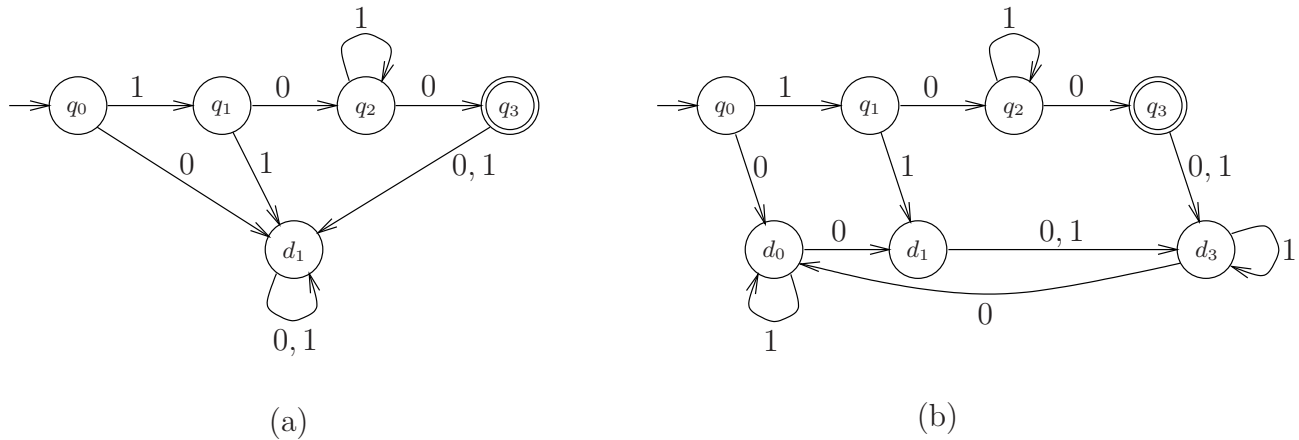 1 1
q0 1 q1 0 q2 0 q3 q0 1 q1 0 q2 0 q3
0 1 0, 1 0 1 0, 1
d1 d0 0 d1 0, 1 d3 1
0, 1 1 0
(a) (b)